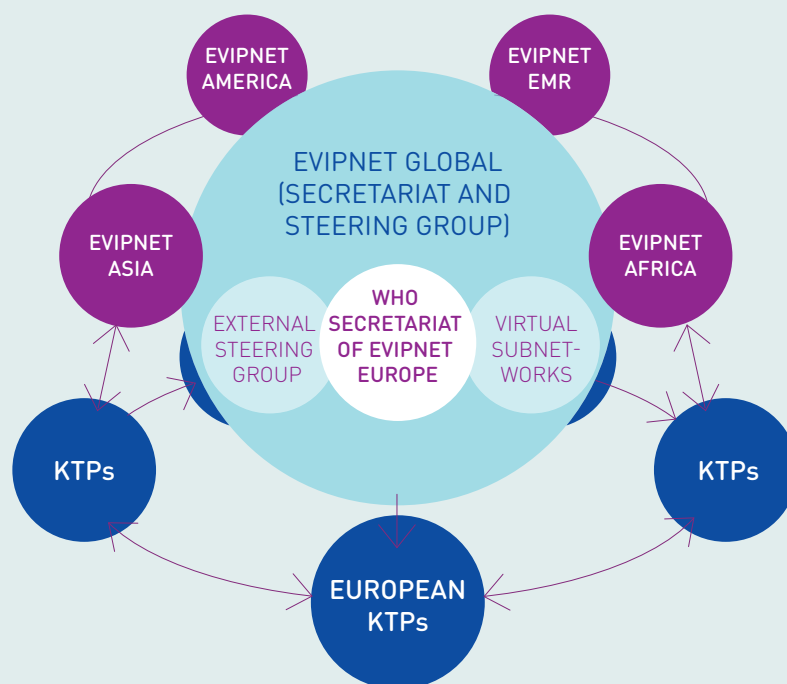 EVIPNET
AMERICA
EVIPNET
EMR
EVIPNET GLOBAL
(SECRETARIAT AND
STEERING GROUP)
EVIPNET
ASIA
EVIPNET
AFRICA
EXTERNAL
STEERING
GROUP
WHO
SECRETARIAT
OF EVIPNET
EUROPE
VIRTUAL
SUBNET-
WORKS
KTPs
KTPs
EUROPEAN
KTPs